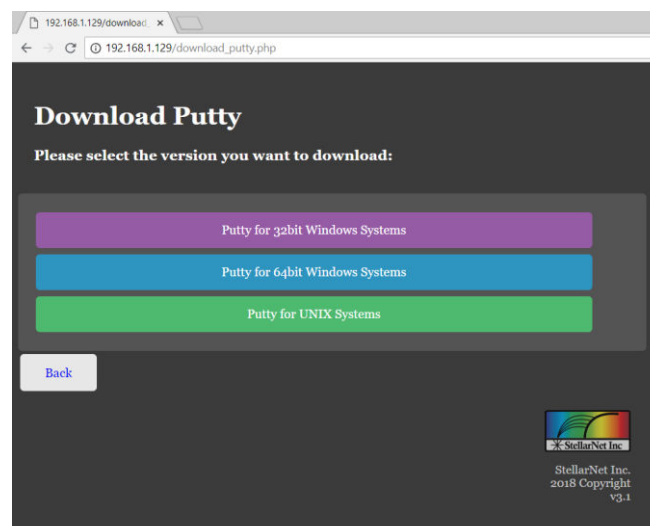 192.168.1.129/download_
192.168.1.129/download_putty.php
Download Putty
Please select the version you want to download:
Putty for 32bit Windows Systems
Putty for 64bit Windows Systems
Putty for UNIX Systems
Back
StellarNet Inc
StellarNet Inc.
2018 Copyright
v3.1